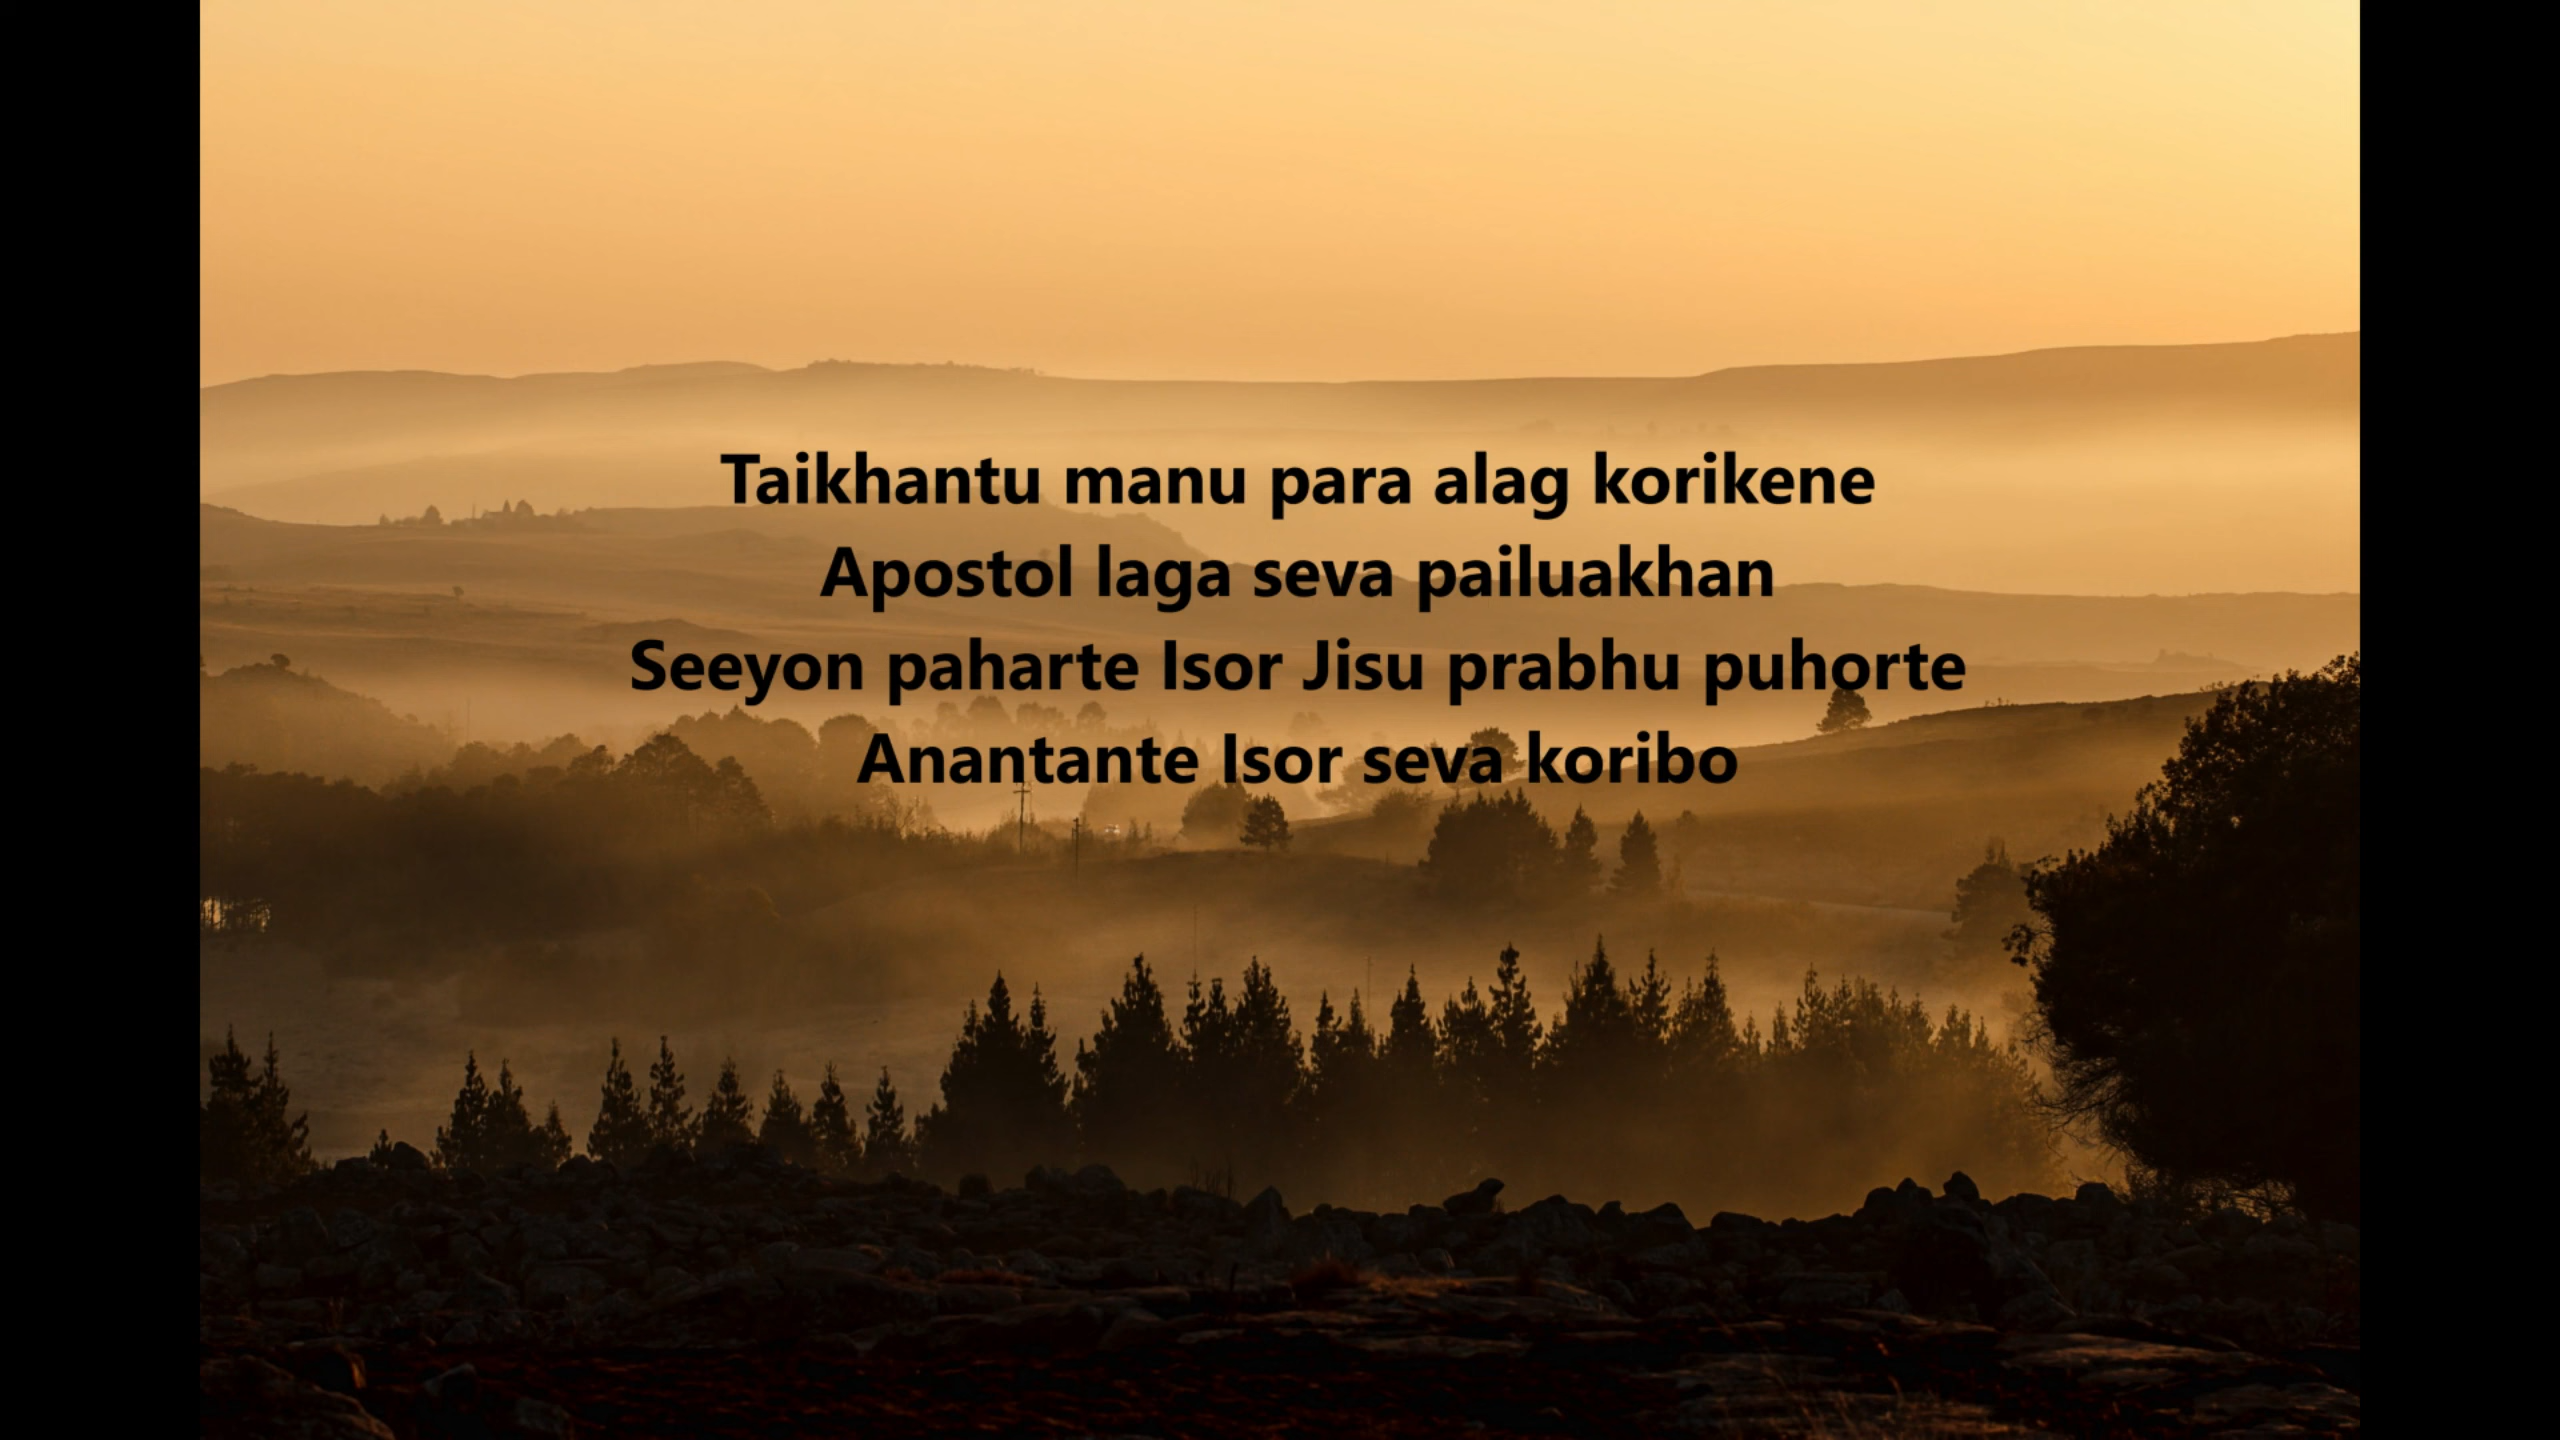 Taikhantu manu para alag korikene
Apostol laga seva pailuakhan
Seeyon paharte Isor Jisu prabhu puhorte
Anantante Isor seva koribo